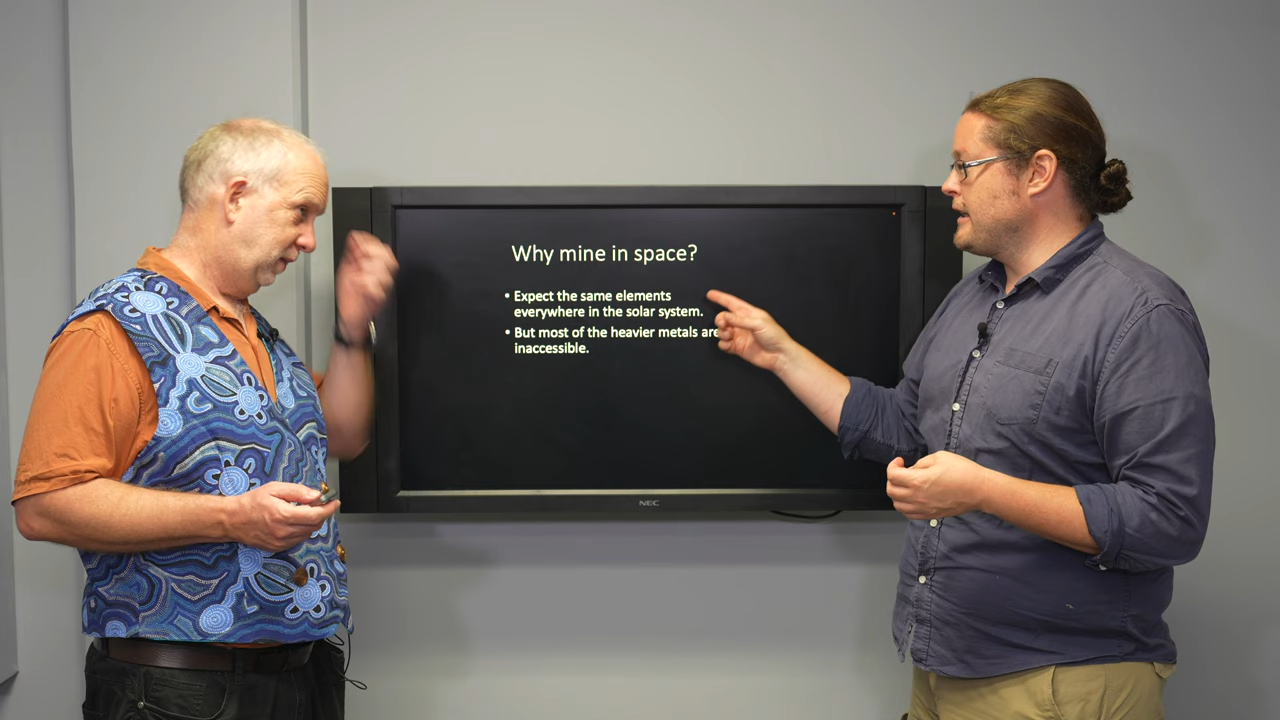 Why mine in space?
• Expect the same elements
everywhere in the solar system.
• But most of the heavier metals are
inaccessible.
NEC